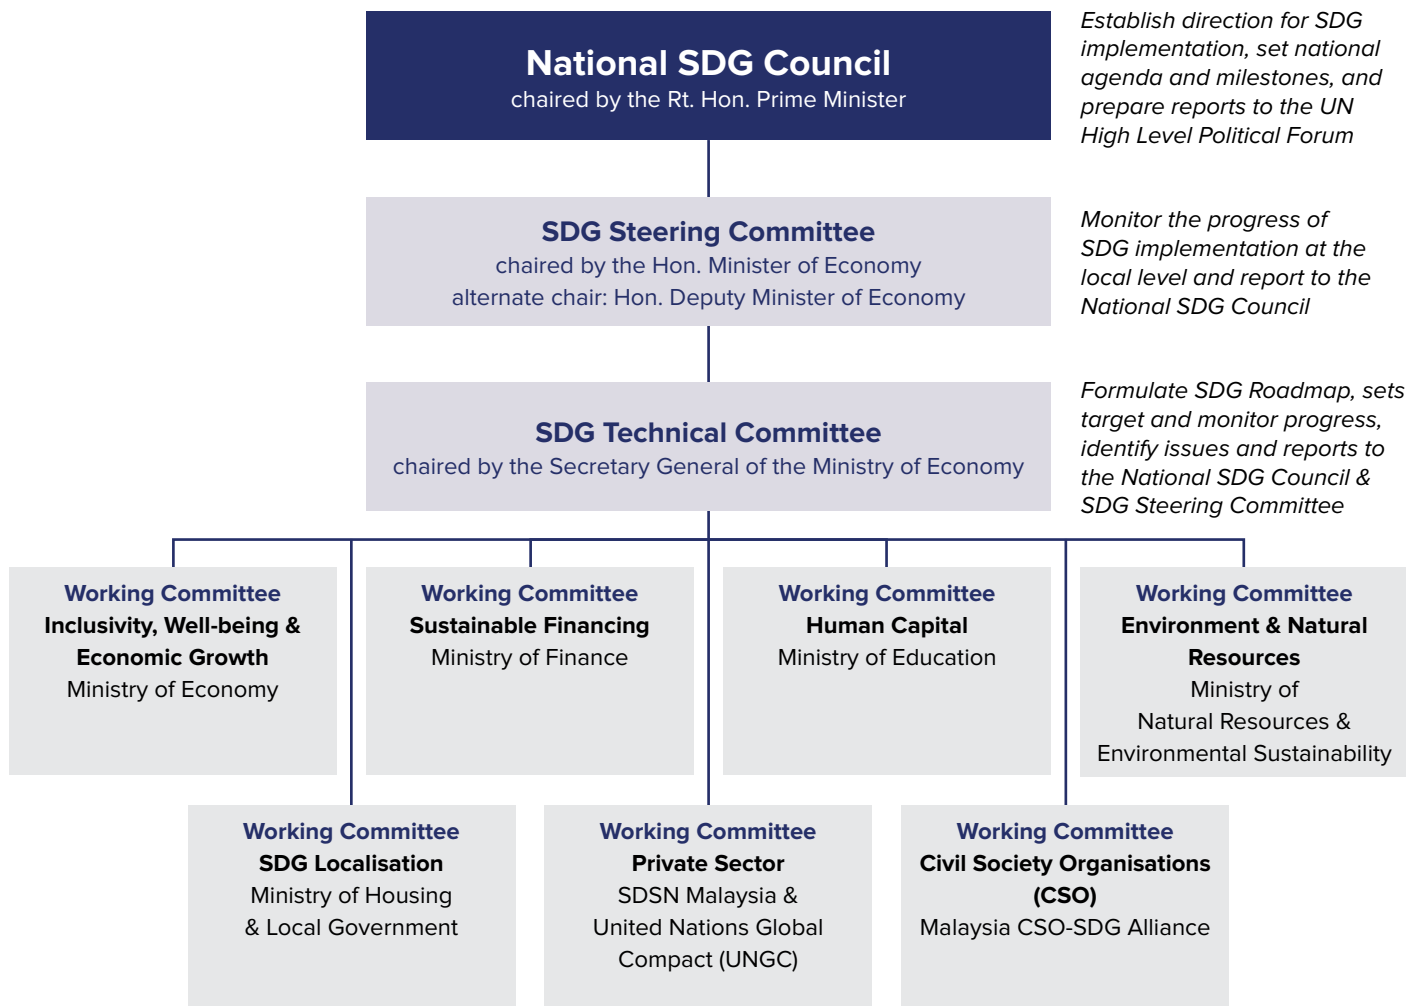 National SDG Council
chaired by the Rt. Hon. Prime Minister
Establish direction for SDG
implementation, set national
agenda and milestones, and
prepare reports to the UN
High Level Political Forum
SDG Steering Committee
chaired by the Hon. Minister of Economy
alternate chair: Hon. Deputy Minister of Economy
Monitor the progress of
SDG implementation at the
local level and report to the
National SDG Council
SDG Technical Committee
chaired by the Secretary General of the Ministry of Economy
Formulate SDG Roadmap, sets
target and monitor progress,
identify issues and reports to
the National SDG Council &
SDG Steering Committee
Working Committee
Inclusivity, Well-being &
Economic Growth
Ministry of Economy
Working Committee
Sustainable Financing
Ministry of Finance
Working Committee
Human Capital
Ministry of Education
Working Committee
Environment & Natural
Resources
Ministry of
Natural Resources &
Environmental Sustainability
Working Committee
SDG Localisation
Ministry of Housing
& Local Government
Working Committee
Private Sector
SDSN Malaysia &
United Nations Global
Compact (UNGC)
Working Committee
Civil Society Organisations
(CSO)
Malaysia CSO-SDG Alliance